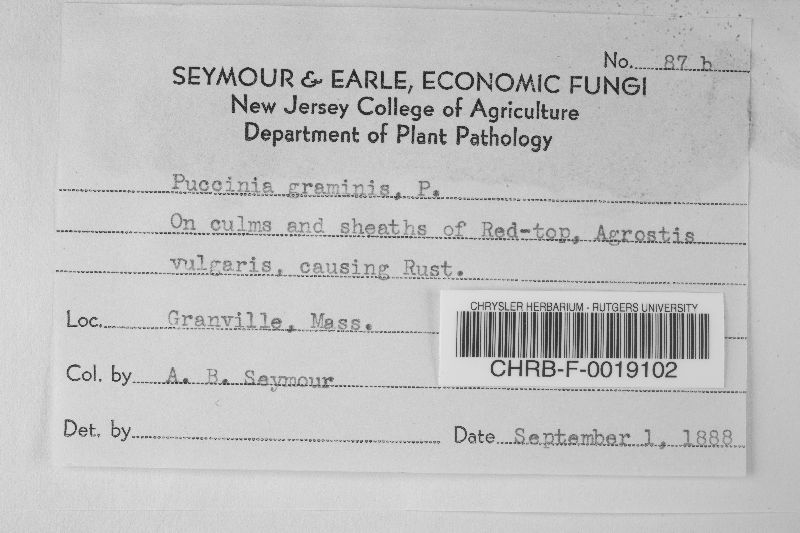 No. 87 b
SEYMOUR & EARLE, ECONOMIC FUNGI
New Jersey College of Agriculture
Department of Plant Pathology
Puccinia graminis, P.
On culms and sheaths of Red-top, Agrostis
vulgaris, causing Rust.
Loc. Granville, Mass.
CHRYSLER HERBARIUM - RUTGERS UNIVERSITY
CHRB-F-0019102
Col. by A. B. Seymour
Det. by
Date September 1, 1888